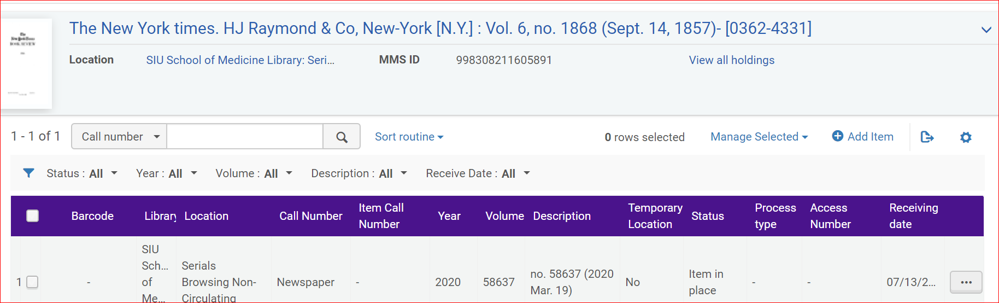 The New York times. HJ Raymond & Co, New-York [N.Y.] : Vol. 6, no. 1868 (Sept. 14, 1857)- [0362-4331]
Location SIU School of Medicine Library: Seri... MMS ID 998308211605891 View all holdings
1 - 1 of 1 Call number Sort routine 0 rows selected Manage Selected Add Item
Status : All Year : All Volume : All Description : All Receive Date : All
Barcode Library Location Call Number Item Call Number Year Volume Description Temporary Location Status Process type Access Number Receiving date
1 - SIU Sch... of Me... Serials Browsing Non-Circulating Newspaper - 2020 58637 no. 58637 (2020 Mar. 19) No Item in place - - 07/13/2...